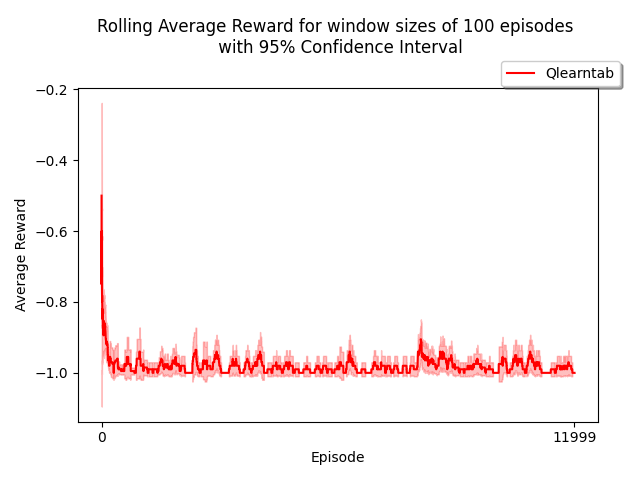 Rolling Average Reward for window sizes of 100 episodes
with 95% Confidence Interval
Qlearntab
−0.2
−0.4
−0.6
−0.8
−1.0
Average Reward
0
11999
Episode